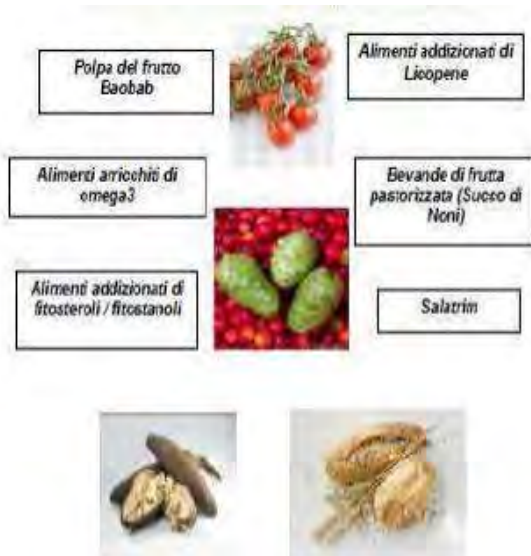 Polpa del frutto
Baobab
Alimenti addizionati di
Licopene
Alimenti arricchiti di
omega3
Bevande di frutta
pastorizzata (Succo di
Noni)
Alimenti addizionati di
fitosteroli / fitostanoli
Salatrim